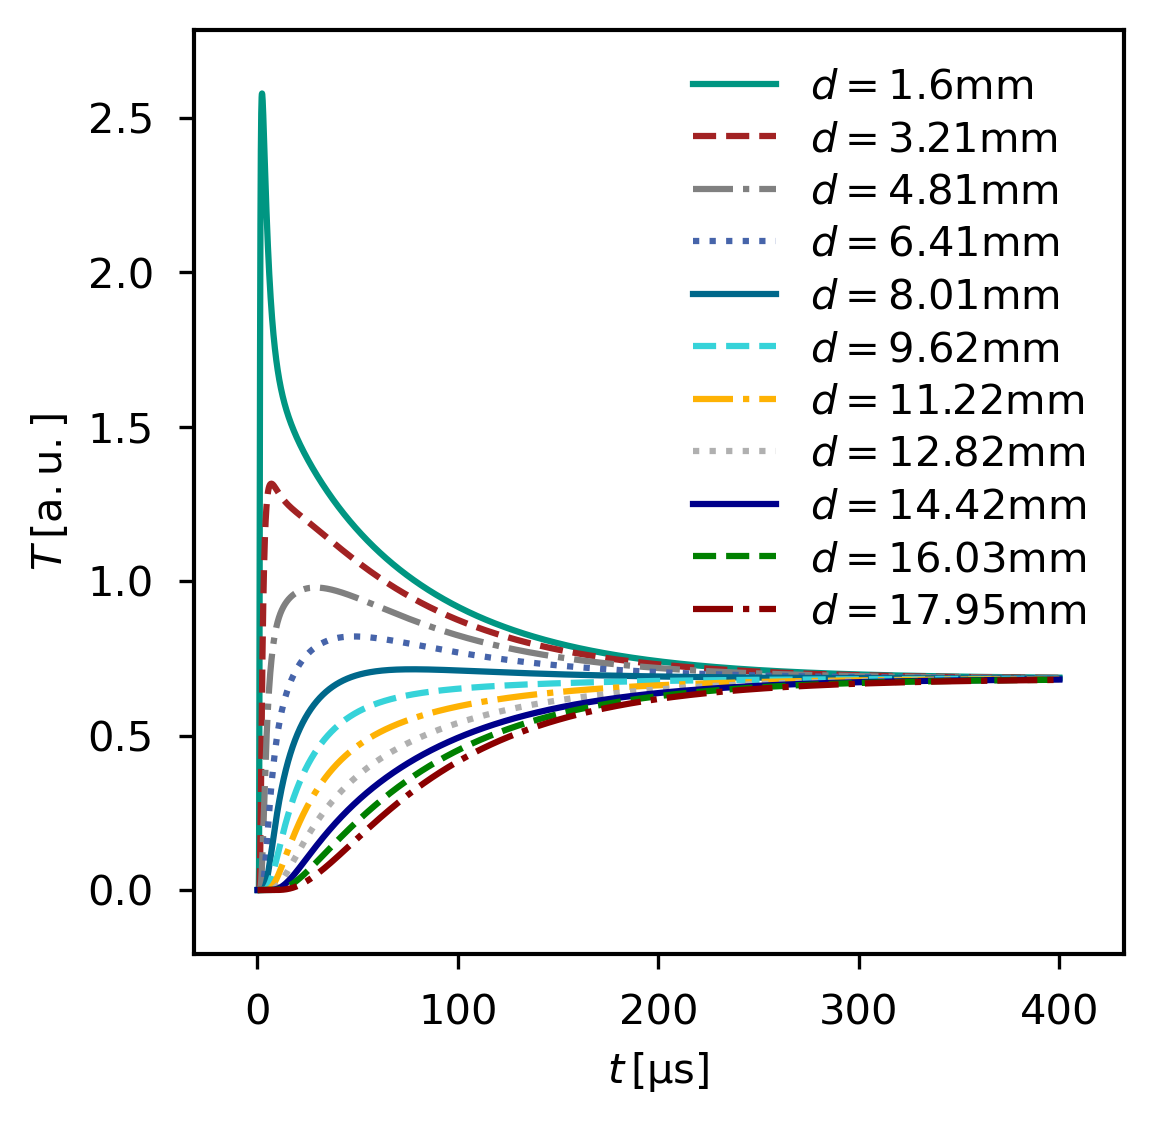 2.5
2.0
1.5
1.0
0.5
0.0
T [a. u.]
d = 1.6mm
d = 3.21mm
d = 4.81mm
d = 6.41mm
d = 8.01mm
d = 9.62mm
d = 11.22mm
d = 12.82mm
d = 14.42mm
d = 16.03mm
d = 17.95mm
0 100 200 300 400
t [µs]